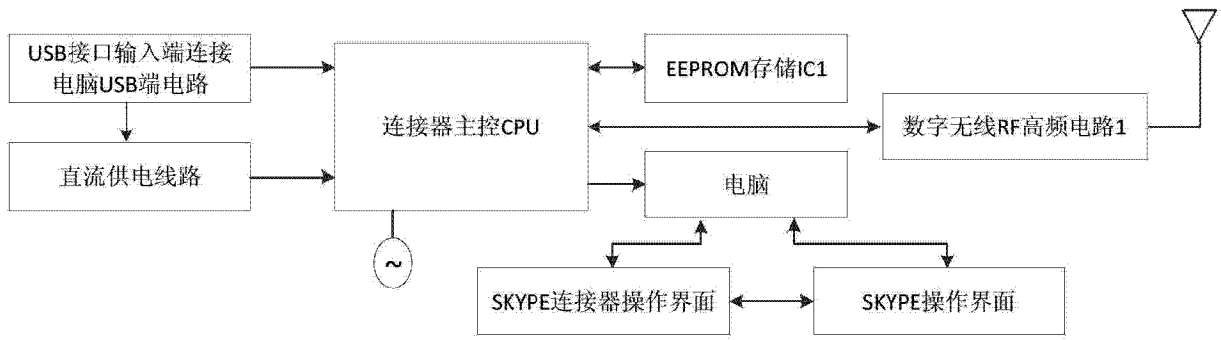 USB接口输入端连接
电脑USB端电路
直流供电线路
连接器主控CPU
EEPROM存储IC1
数字无线RF高频电路1
电脑
~
SKYPE连接器操作界面
SKYPE操作界面